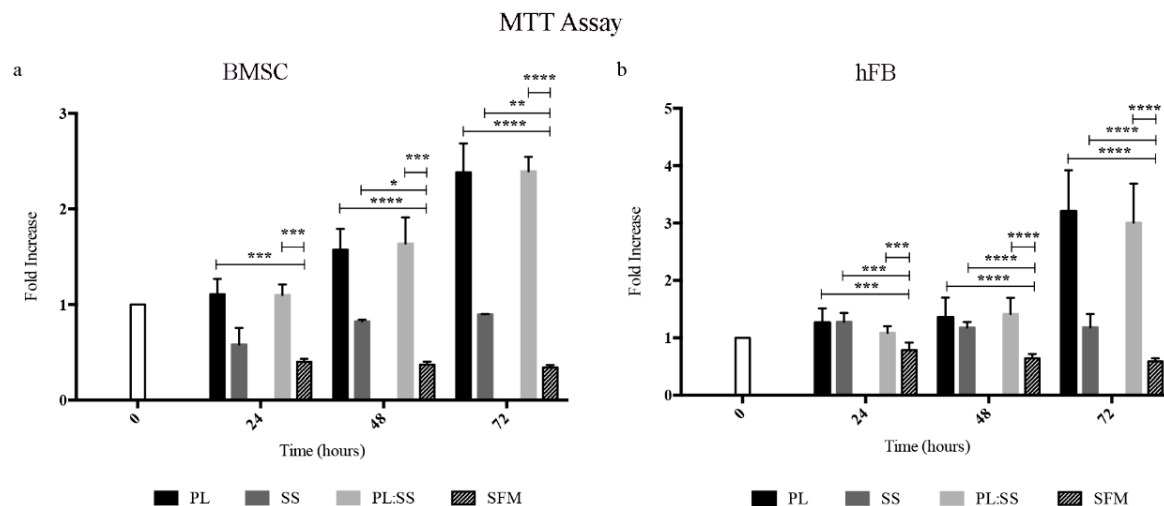 MTT Assay
a
BMSC
****
**
****
***
*
****
***
***
3
2
1
0
Fold Increase
0
24
48
72
Time (hours)
PL
SS
PL:SS
SFM
b
hFB
****
****
****
****
****
****
***
***
***
5
4
3
2
1
0
Fold Increase
0
24
48
72
Time (hours)
PL
SS
PL:SS
SFM